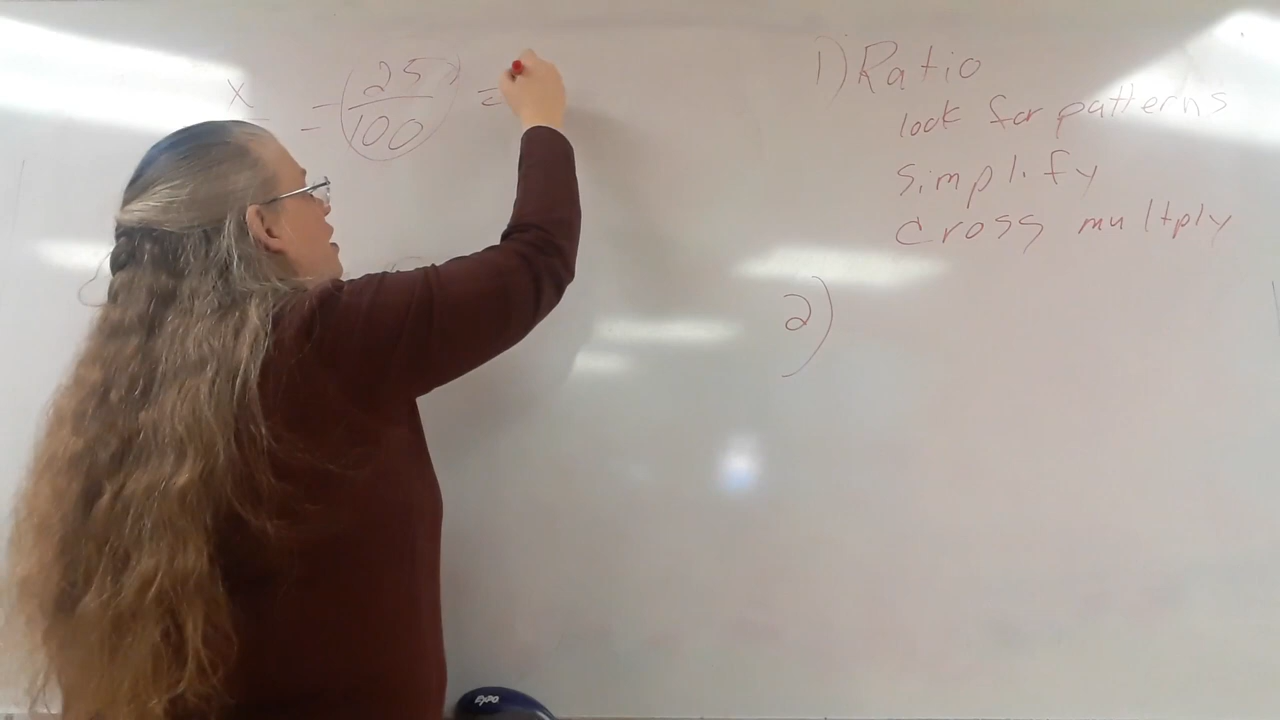 x = 25 =
100
1) Ratio
look for patterns
simplify
cross multply
2)
EXPO